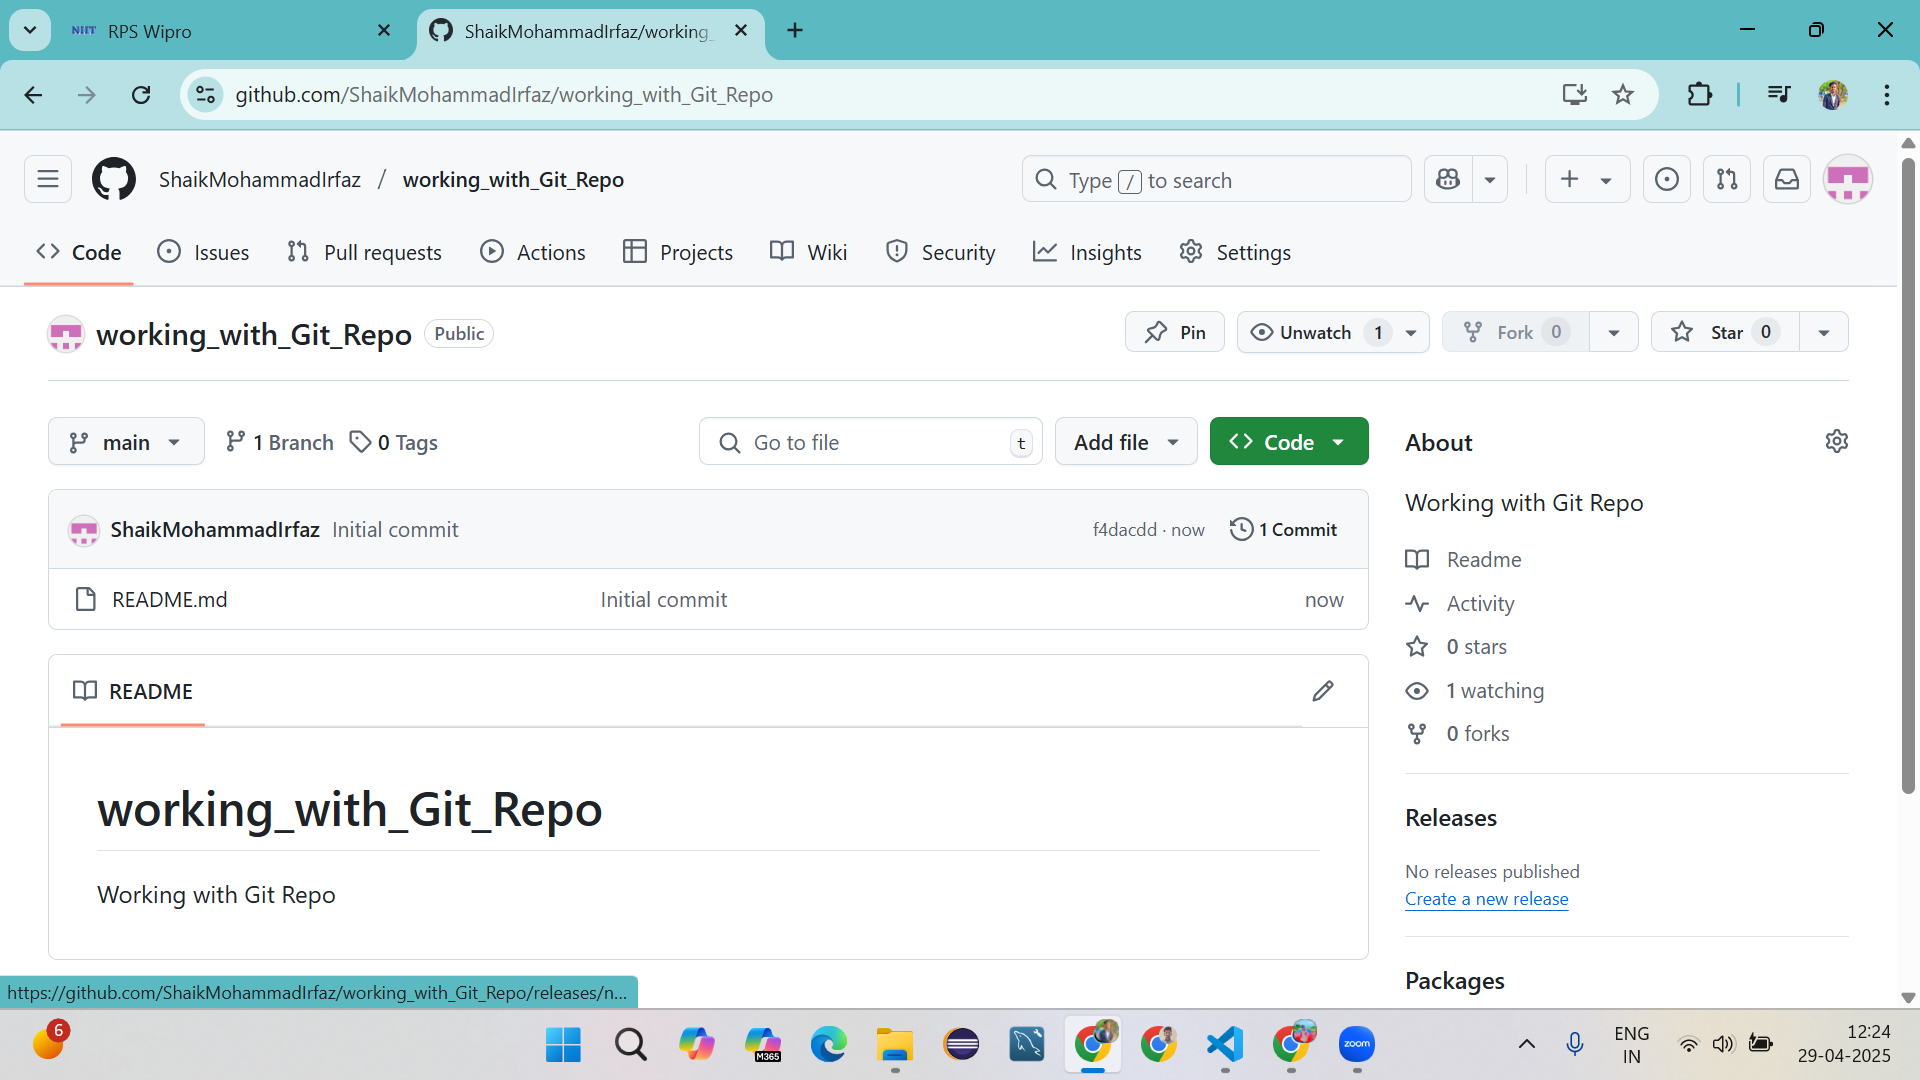 NIIT RPS Wipro
ShaikMohammadIrfaz/working_
github.com/ShaikMohammadIrfaz/working_with_Git_Repo
ShaikMohammadIrfaz / working_with_Git_Repo
Type / to search
Code Issues Pull requests Actions Projects Wiki Security Insights Settings
working_with_Git_Repo Public
Pin Unwatch 1 Fork 0 Star 0
main 1 Branch 0 Tags Go to file t Add file Code
About
Working with Git Repo
ShaikMohammadIrfaz Initial commit f4dacdd · now 1 Commit
README.md Initial commit now
Readme
Activity
0 stars
1 watching
0 forks
README
working_with_Git_Repo
Working with Git Repo
Releases
No releases published
Create a new release
Packages
https://github.com/ShaikMohammadIrfaz/working_with_Git_Repo/releases/n...
6
M365
zoom
ENG
IN
12:24
29-04-2025